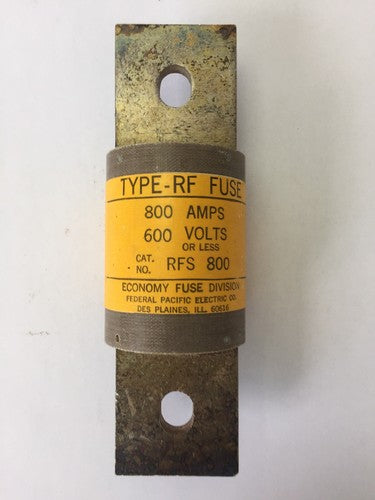 TYPE-RF FUSE
800 AMPS
600 VOLTS
OR LESS
CAT.
NO. RFS 800
ECONOMY FUSE DIVISION
FEDERAL PACIFIC ELECTRIC CO.
DES PLAINES, ILL. 60616